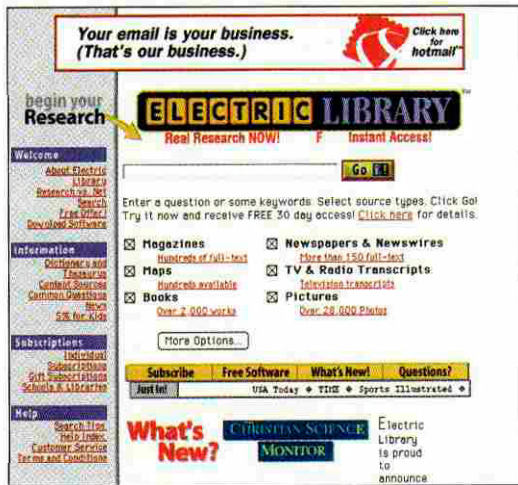 Your email is your business.
(That's our business.)
Click here
for
hotmail™
begin your
Research
ELECTRIC LIBRARY™
Real Research NOW! F Instant Access!
Go
Enter a question or some keywords. Select source types. Click Go!
Try it now and receive FREE 30 day access! Click here for details.
Welcome
About Electric
Library
Research vs. Net
Search
Free Offer!
Download Software
Information
Dictionary and
Thesaurus
Content Sources
Common Questions
News
5% for Kids
Subscriptions
Individual
Subscriptions
Gift Subscriptions
Schools & Libraries
Help
Search Tips
Help Index
Customer Service
Terms and Conditions
Magazines
Hundreds of full-text
Maps
Hundreds available
Books
Over 2,000 works
Newspapers & Newswires
More than 150 full-text
TV & Radio Transcripts
Television transcripts
Pictures
Over 28,000 Photos
More Options...
Subscribe Free Software What's New! Questions?
Just In! USA Today ◆ TIME ◆ Sports Illustrated ◆
What's
New?
CHRISTIAN SCIENCE
MONITOR
Electric
Library
is proud
to
announce